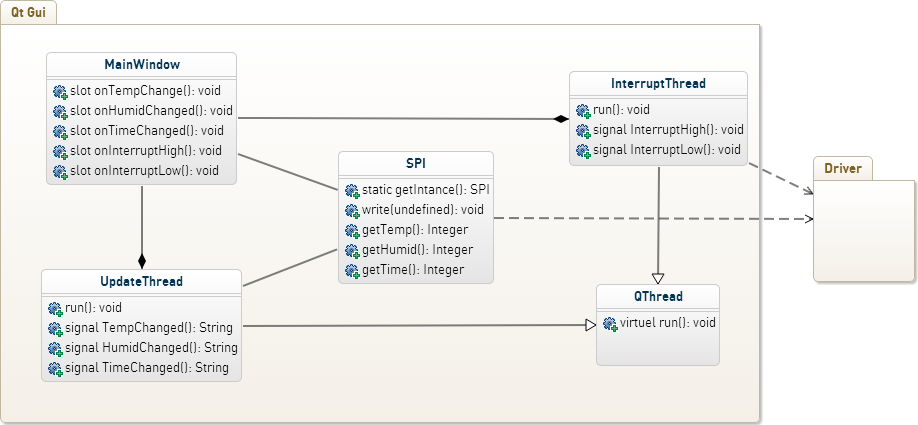 Qt Gui
MainWindow
slot onTempChange(): void
slot onHumidChanged(): void
slot onTimeChanged(): void
slot onInterruptHigh(): void
slot onInterruptLow(): void
InterruptThread
run(): void
signal InterruptHigh(): void
signal InterruptLow(): void
SPI
static getIntance(): SPI
write(undefined): void
getTemp(): Integer
getHumid(): Integer
getTime(): Integer
Driver
UpdateThread
run(): void
signal TempChanged(): String
signal HumidChanged(): String
signal TimeChanged(): String
QThread
virtuel run(): void